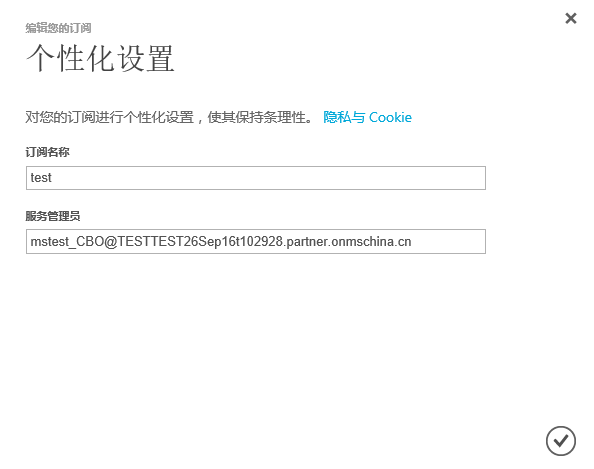 编辑您的订阅
个性化设置
对您的订阅进行个性化设置，使其保持条理性。 隐私与 Cookie
订阅名称
test
服务管理员
mstest_CBO@TESTTEST26Sep16t102928.partner.onmschina.cn